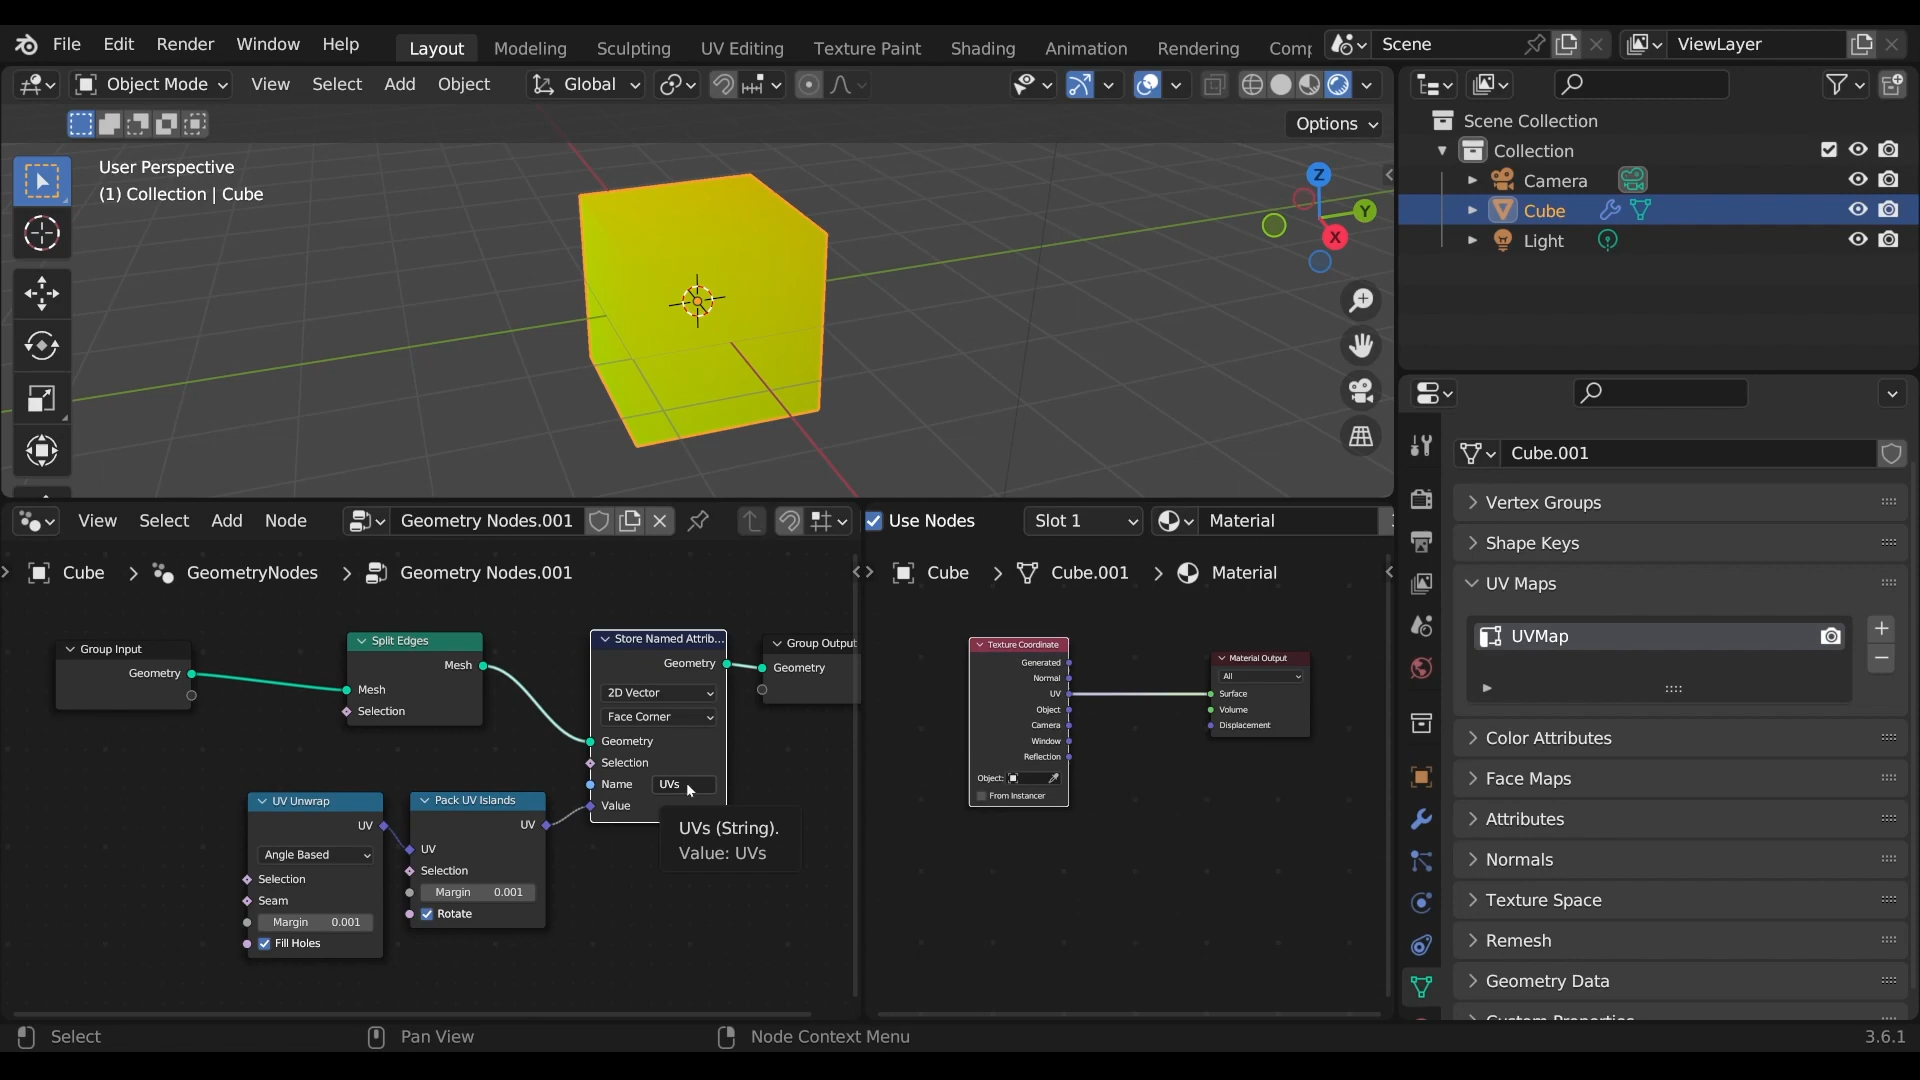 File Edit Render Window Help Layout Modeling Sculpting UV Editing Texture Paint Shading Animation Rendering Comp Scene ViewLayer
Object Mode View Select Add Object Global
Options
User Perspective
(1) Collection | Cube
Z
Y
X
Scene Collection
Collection
Camera
Cube
Light
Cube.001
Vertex Groups
Shape Keys
UV Maps
UVMap
Color Attributes
Face Maps
Attributes
Normals
Texture Space
Remesh
Geometry Data
Custom Properties
View Select Add Node Geometry Nodes.001
Cube GeometryNodes Geometry Nodes.001
Group Input
Geometry
Split Edges
Mesh
Mesh
Selection
Store Named Attrib...
Geometry
2D Vector
Face Corner
Geometry
Selection
Name UVs
Value
UVs (String).
Value: UVs
Group Output
Geometry
UV Unwrap
UV
Angle Based
Selection
Seam
Margin 0.001
Fill Holes
Pack UV Islands
UV
UV
Selection
Margin 0.001
Rotate
Use Nodes Slot 1 Material
Cube Cube.001 Material
Texture Coordinate
Generated
Normal
UV
Object
Camera
Window
Reflection
Object:
From Instancer
Material Output
All
Surface
Volume
Displacement
Select Pan View Node Context Menu 3.6.1